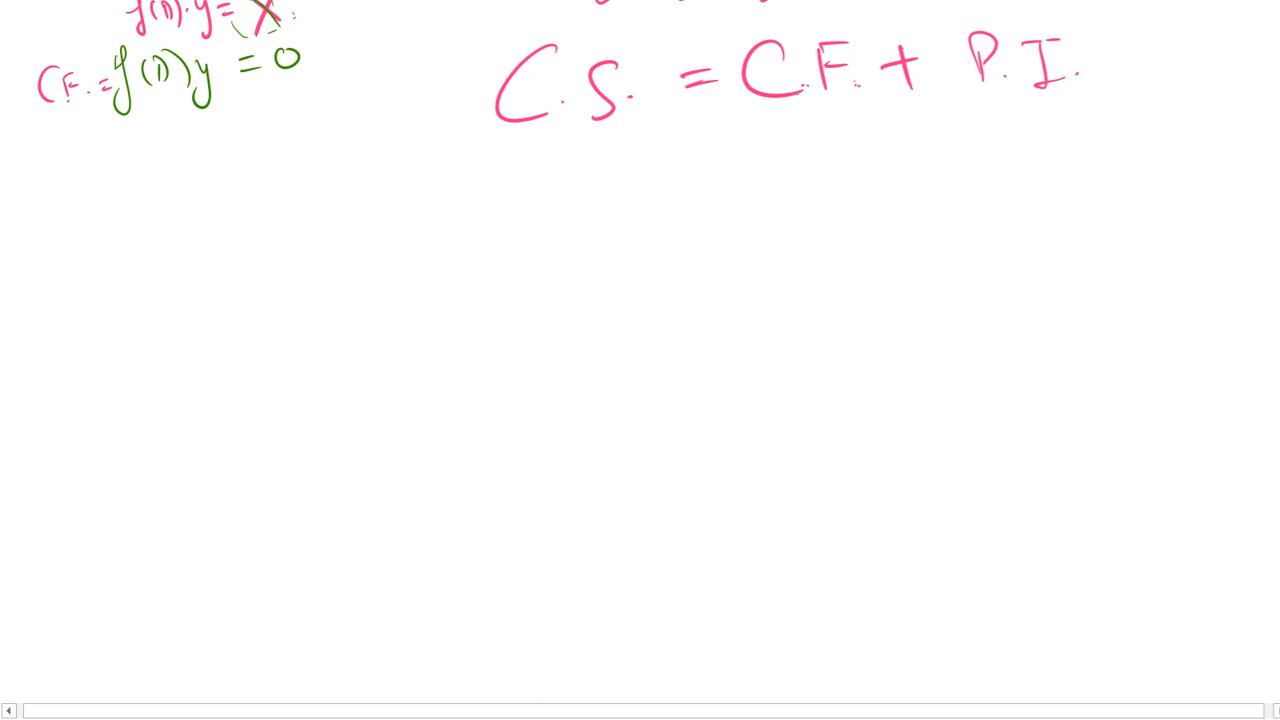 f(D).y = X
C.F. = f(D)y = 0
C.S. = C.F. + P.I.